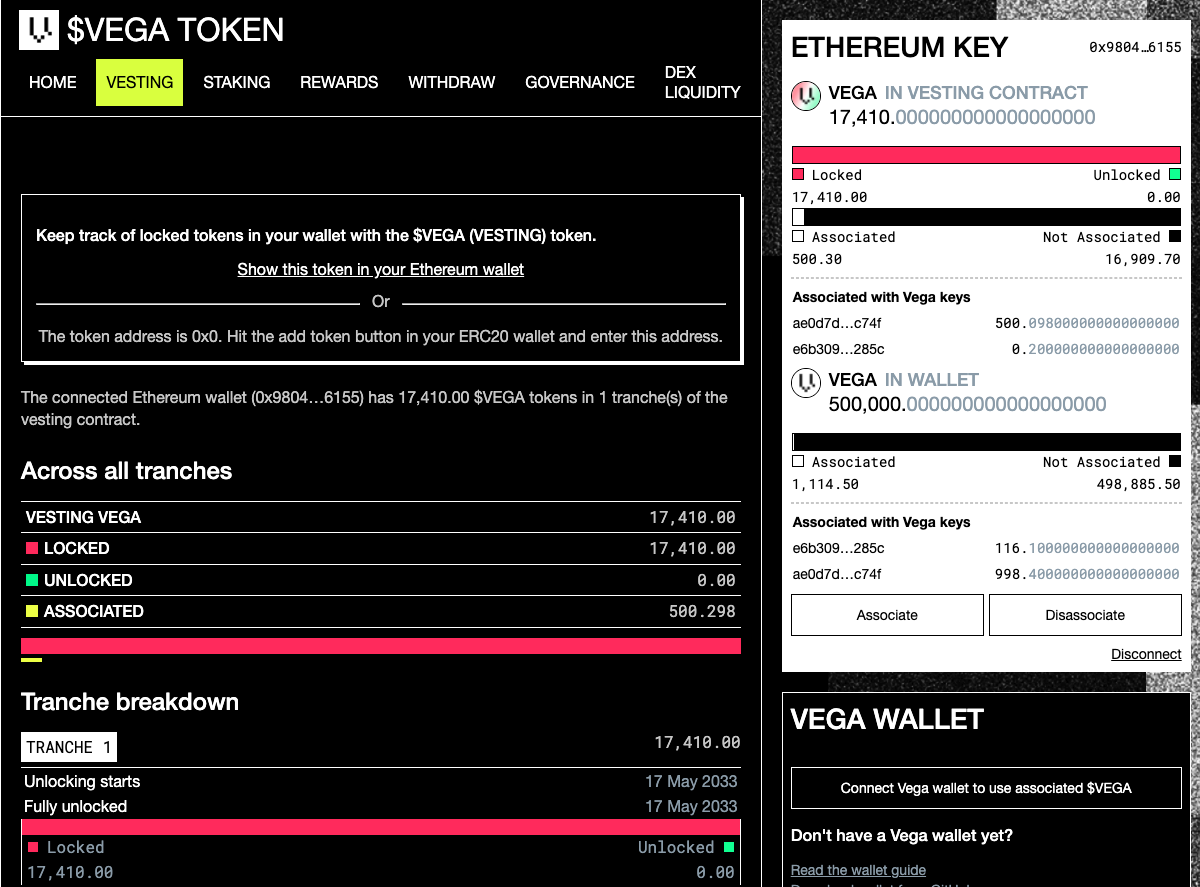 $VEGA TOKEN
HOME
VESTING
STAKING
REWARDS
WITHDRAW
GOVERNANCE
DEX
LIQUIDITY
Keep track of locked tokens in your wallet with the $VEGA (VESTING) token.
Show this token in your Ethereum wallet
Or
The token address is 0x0. Hit the add token button in your ERC20 wallet and enter this address.
The connected Ethereum wallet (0x9804…6155) has 17,410.00 $VEGA tokens in 1 tranche(s) of the
vesting contract.
Across all tranches
VESTING VEGA 17,410.00
LOCKED 17,410.00
UNLOCKED 0.00
ASSOCIATED 500.298
Tranche breakdown
TRANCHE 1 17,410.00
Unlocking starts 17 May 2033
Fully unlocked 17 May 2033
Locked Unlocked
17,410.00 0.00
ETHEREUM KEY 0x9804…6155
VEGA IN VESTING CONTRACT
17,410.000000000000000000
Locked Unlocked
17,410.00 0.00
Associated Not Associated
500.30 16,909.70
Associated with Vega keys
ae0d7d…c74f 500.098000000000000000
e6b309…285c 0.200000000000000000
VEGA IN WALLET
500,000.000000000000000000
Associated Not Associated
1,114.50 498,885.50
Associated with Vega keys
e6b309…285c 116.100000000000000000
ae0d7d…c74f 998.400000000000000000
Associate Disassociate
Disconnect
VEGA WALLET
Connect Vega wallet to use associated $VEGA
Don't have a Vega wallet yet?
Read the wallet guide